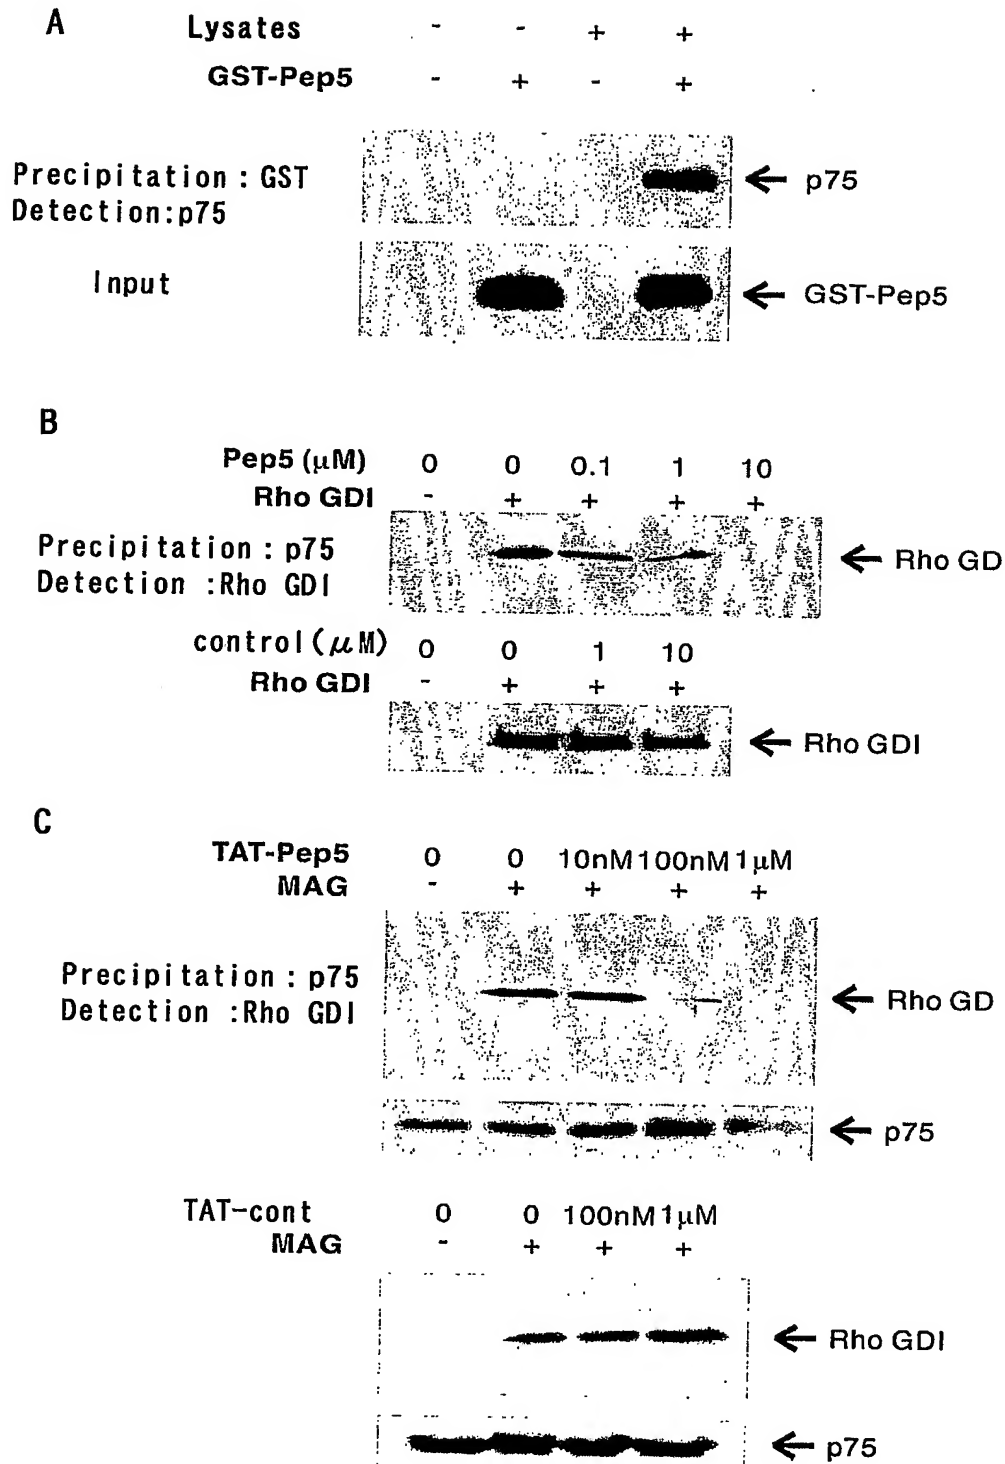 A
Lysates - - + +
GST-Pep5 - + - +
Precipitation : GST
Detection:p75
← p75
Input
← GST-Pep5
B
Pep5 (μM) 0 0 0.1 1 10
Rho GDI - + + + +
Precipitation : p75
Detection :Rho GDI
← Rho GD
control(μM) 0 0 1 10
Rho GDI - + + +
← Rho GDI
C
TAT-Pep5 0 0 10nM 100nM 1μM
MAG - + + + +
Precipitation : p75
Detection :Rho GDI
← Rho GD
← p75
TAT-cont 0 0 100nM 1μM
MAG - + + +
← Rho GDI
← p75